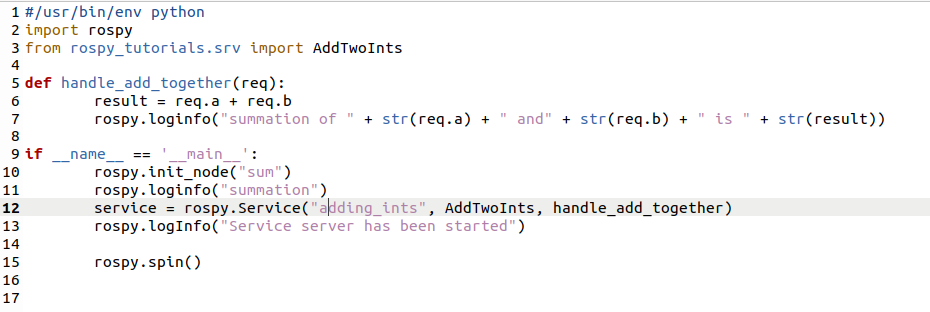 1 #/usr/bin/env python
2 import rospy
3 from rospy_tutorials.srv import AddTwoInts
4
5 def handle_add_together(req):
6         result = req.a + req.b
7         rospy.loginfo("summation of " + str(req.a) + " and" + str(req.b) + " is " + str(result))
8
9 if __name__ == '__main__':
10         rospy.init_node("sum")
11         rospy.loginfo("summation")
12         service = rospy.Service("adding_ints", AddTwoInts, handle_add_together)
13         rospy.logInfo("Service server has been started")
14
15         rospy.spin()
16
17